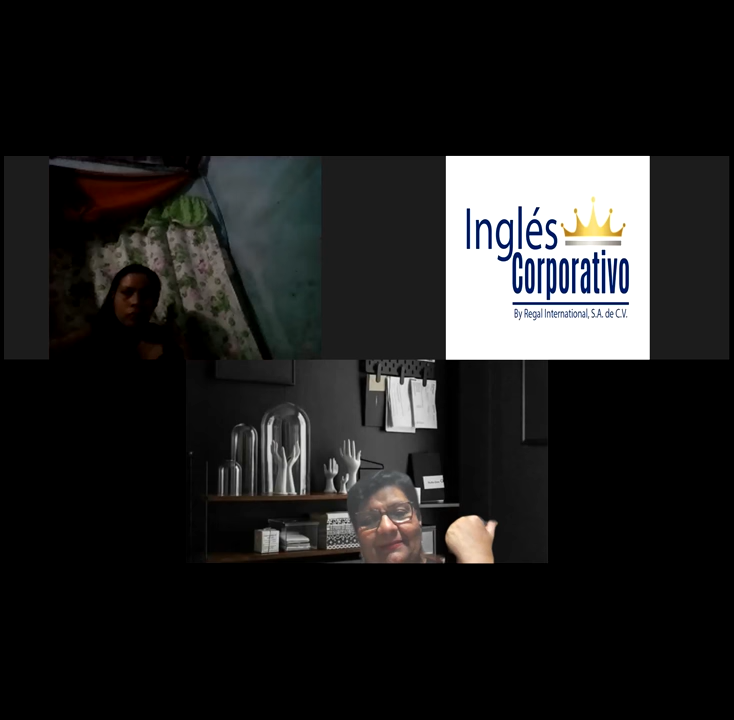 Inglés
Corporativo
By Regal International, S.A. de C.V.